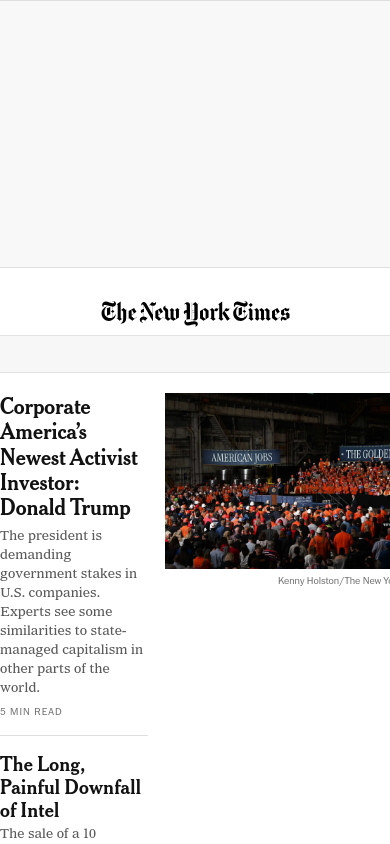 The New York Times
Corporate
America's
Newest Activist
Investor:
Donald Trump
The president is
demanding
government stakes in
U.S. companies.
Experts see some
similarities to state-
managed capitalism in
other parts of the
world.
5 MIN READ
AMERICAN JOBS
THE GOLDE
Kenny Holston/The New Yo
The Long,
Painful Downfall
of Intel
The sale of a 10